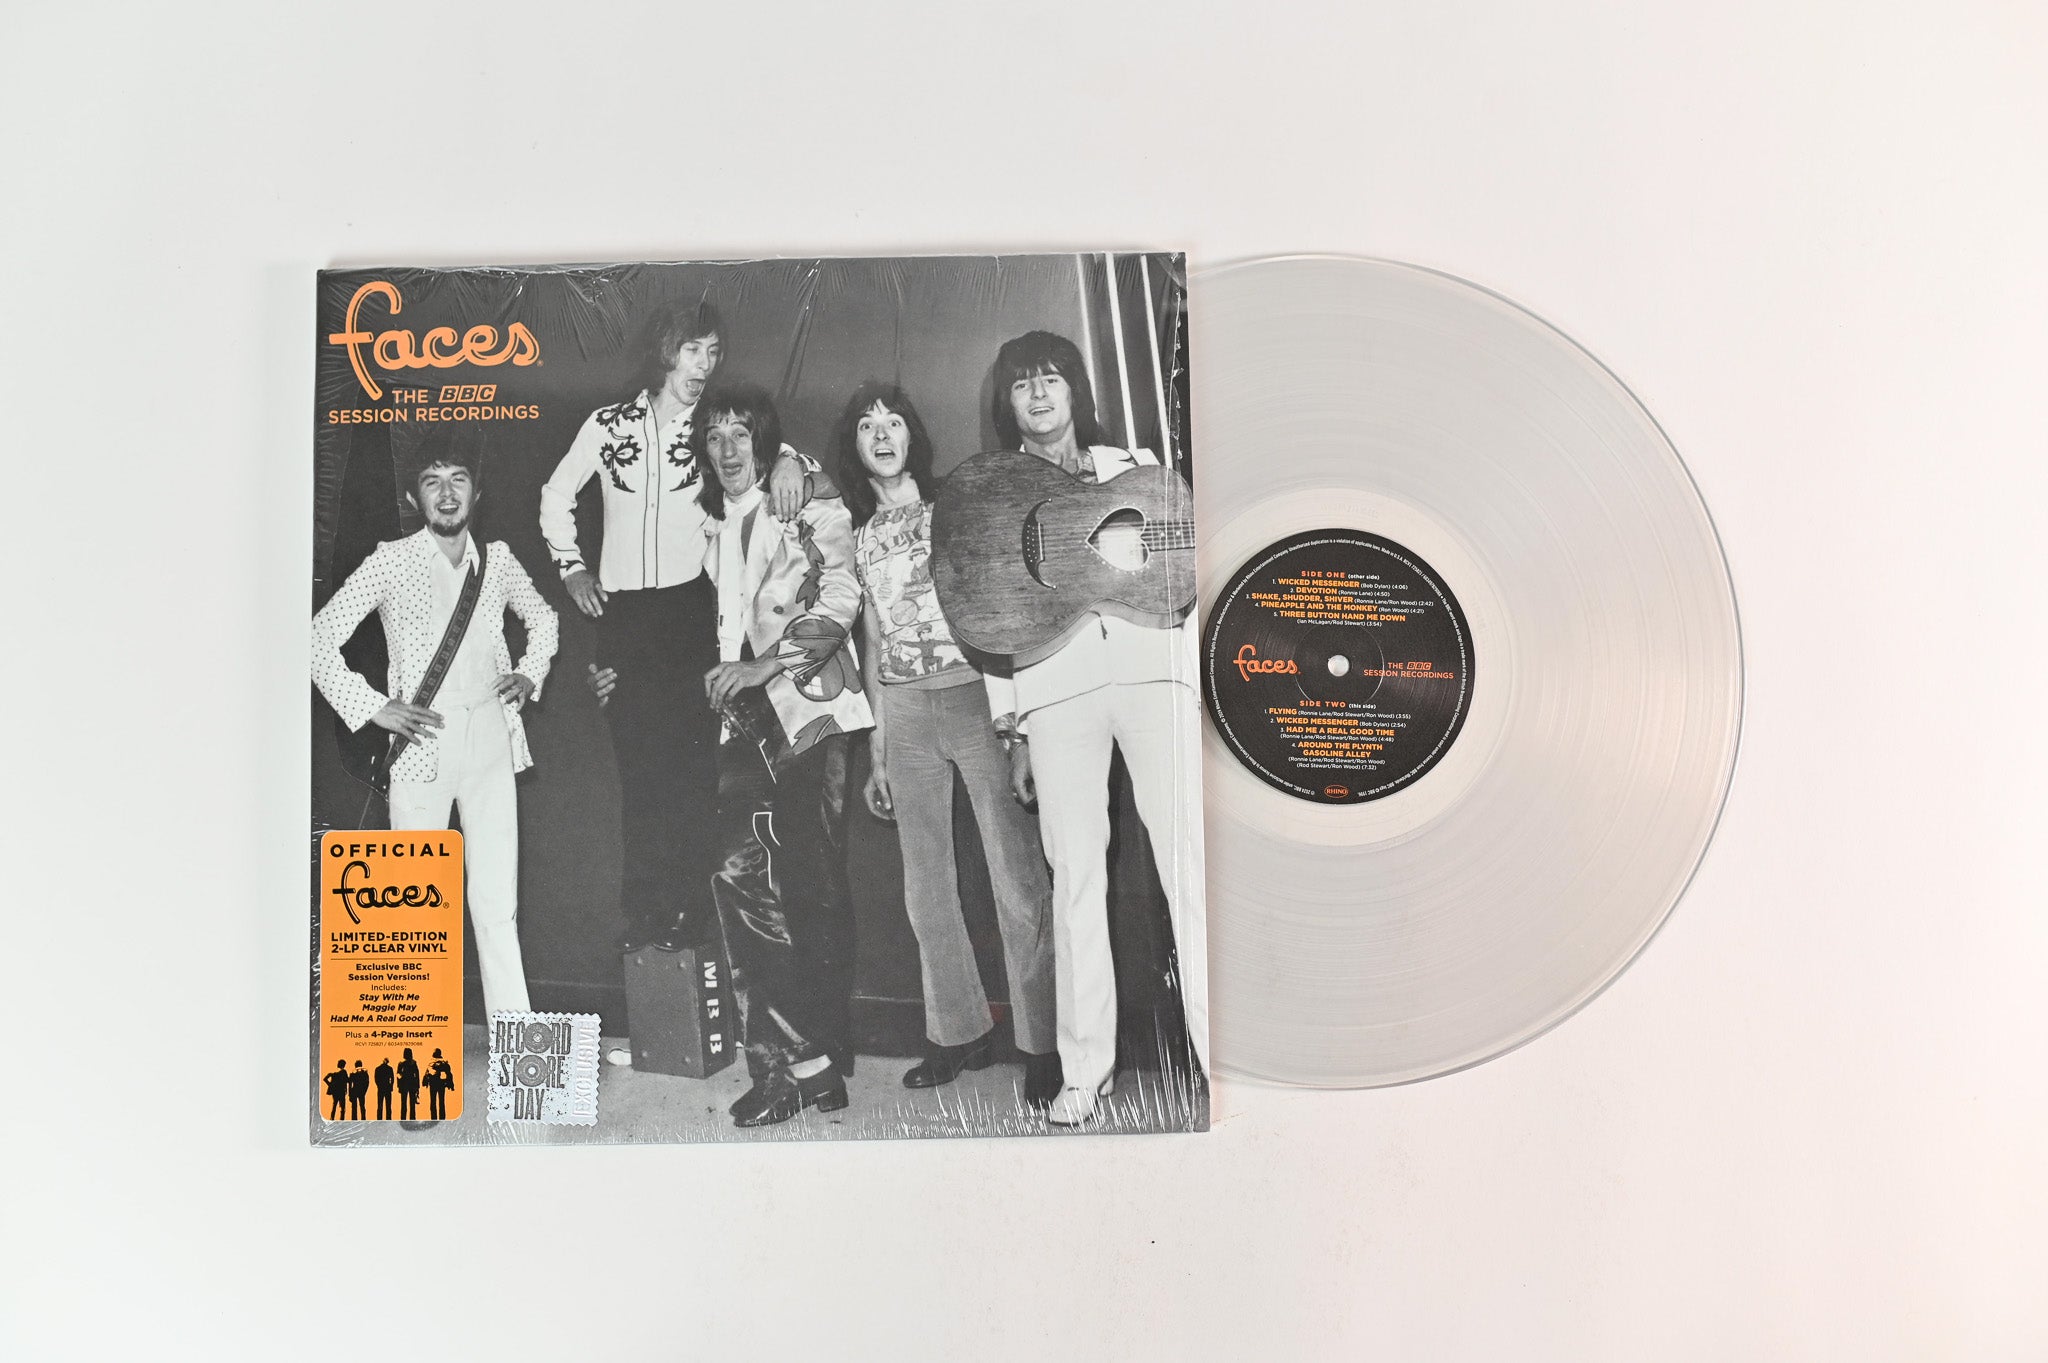 faces®
THE BBC
SESSION RECORDINGS
OFFICIAL
faces®
LIMITED-EDITION
2-LP CLEAR VINYL
Exclusive BBC
Session Versions!
Includes:
Stay With Me
Maggie May
Had Me A Real Good Time
Plus a 4-Page Insert
RCV1 725821 / 603497829088
RECORD
STORE
DAY
EXCLUSIVE
SIDE ONE (other side)
1. WICKED MESSENGER (Bob Dylan) (4:06)
2. DEVOTION (Ronnie Lane) (4:50)
3. SHAKE, SHUDDER, SHIVER (Ronnie Lane/Ron Wood) (2:42)
4. PINEAPPLE AND THE MONKEY (Ron Wood) (4:21)
5. THREE BUTTON HAND ME DOWN
(Ian McLagan/Rod Stewart) (3:54)
faces®
THE BBC
SESSION RECORDINGS
SIDE TWO (this side)
1. FLYING (Ronnie Lane/Rod Stewart/Ron Wood) (3:55)
2. WICKED MESSENGER (Bob Dylan) (2:54)
3. HAD ME A REAL GOOD TIME
(Ronnie Lane/Rod Stewart/Ron Wood) (4:48)
4. AROUND THE PLYNTH
GASOLINE ALLEY
(Ronnie Lane/Rod Stewart/Ron Wood)
(Rod Stewart/Ron Wood) (7:32)
RHINO